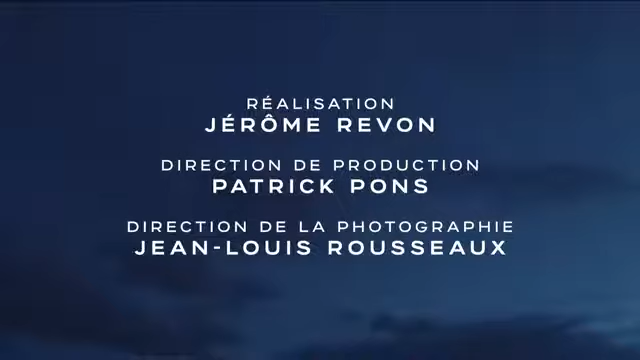 RÉALISATION
JÉRÔME REVON
DIRECTION DE PRODUCTION
PATRICK PONS
DIRECTION DE LA PHOTOGRAPHIE
JEAN-LOUIS ROUSSEAUX